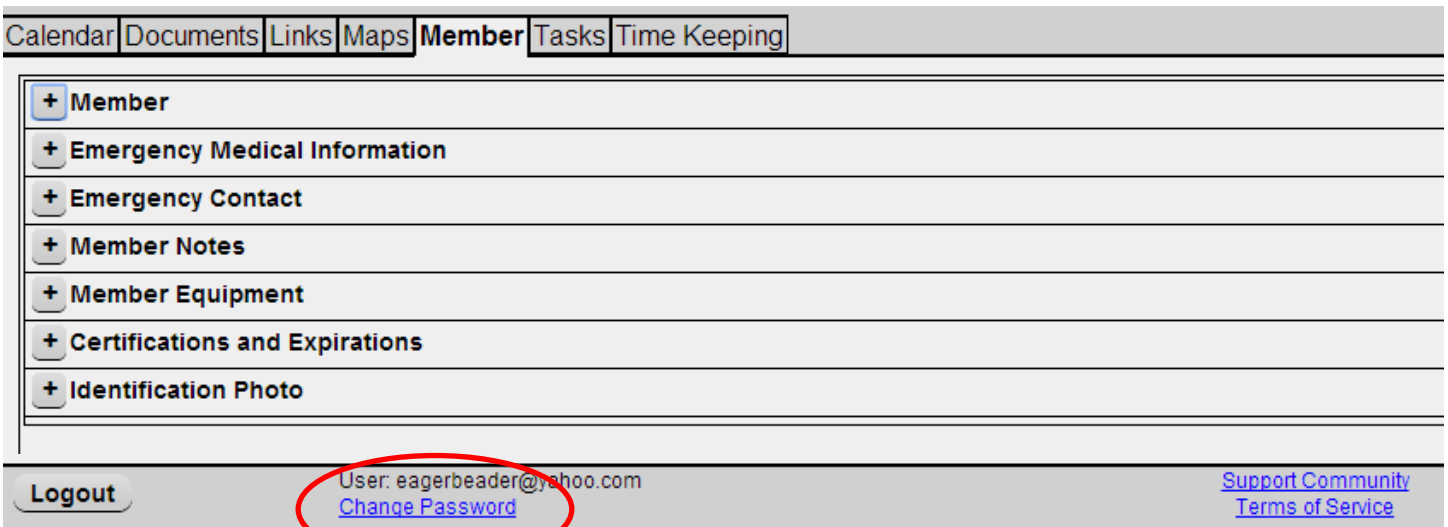 Calendar Documents Links Maps Member Tasks Time Keeping
+ Member
+ Emergency Medical Information
+ Emergency Contact
+ Member Notes
+ Member Equipment
+ Certifications and Expirations
+ Identification Photo
Logout
User: eagerbeader@yahoo.com
Change Password
Support Community
Terms of Service